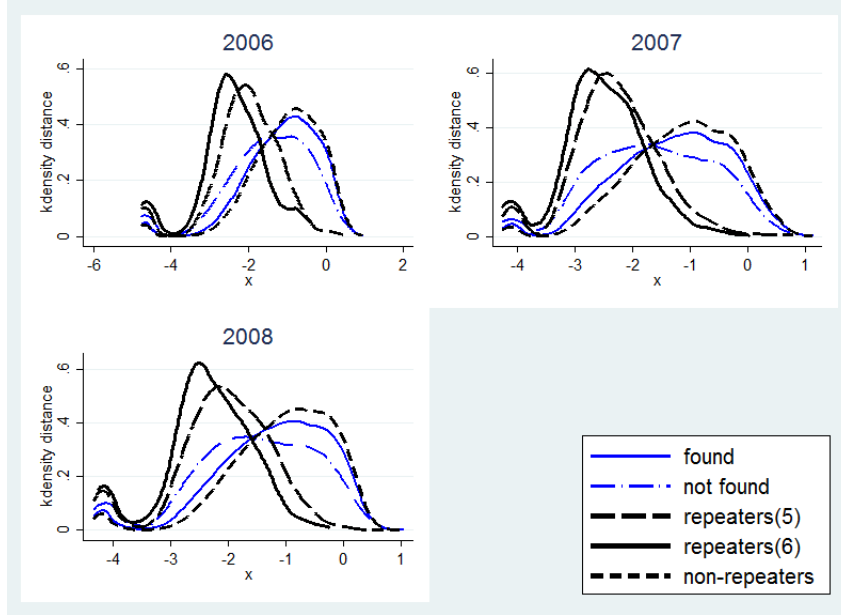 2006
kdensity distance
0 .2 .4 .6
-6 -4 -2 0 2
x
2007
kdensity distance
0 .2 .4 .6
-4 -3 -2 -1 0 1
x
2008
kdensity distance
0 .2 .4 .6
-4 -3 -2 -1 0 1
x
found
not found
repeaters(5)
repeaters(6)
non-repeaters